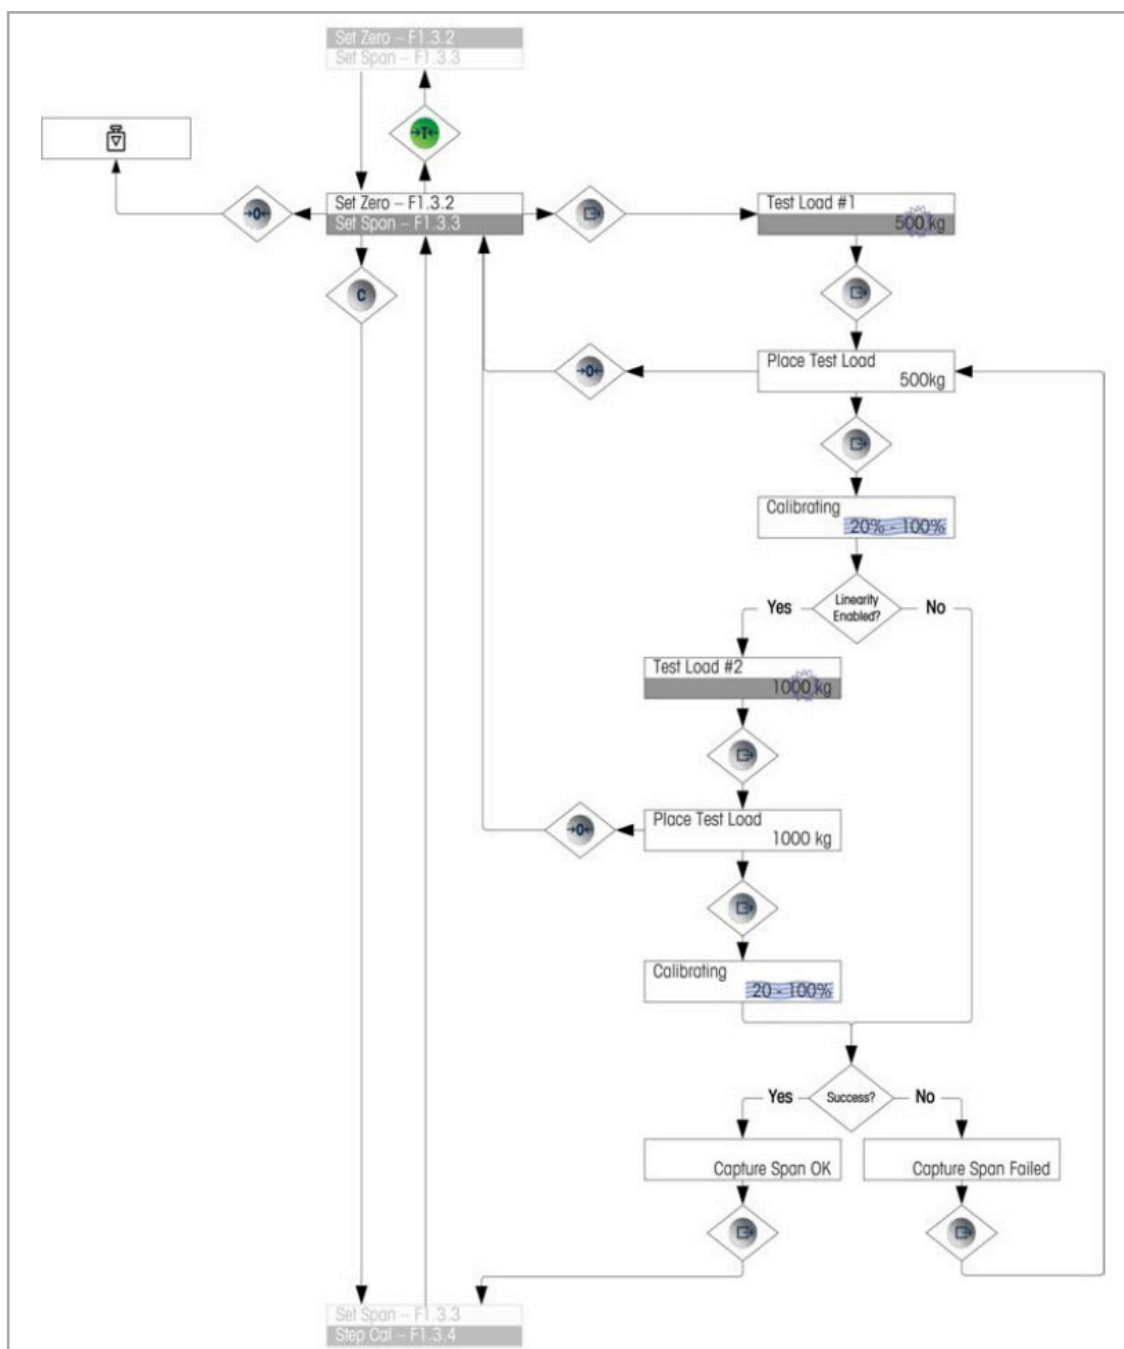 Set Zero – F1.3.2
Set Span – F1.3.3
→T←
→0←
Set Zero – F1.3.2
Set Span – F1.3.3
Test Load #1
500 kg
C
Place Test Load
500kg
→0←
Calibrating
20% - 100%
Linearity
Enabled?
Yes
No
Test Load #2
1000 kg
Place Test Load
1000 kg
→0←
Calibrating
20 - 100%
Success?
Yes
No
Capture Span OK
Capture Span Failed
Set Span – F1.3.3
Step Cal – F1.3.4